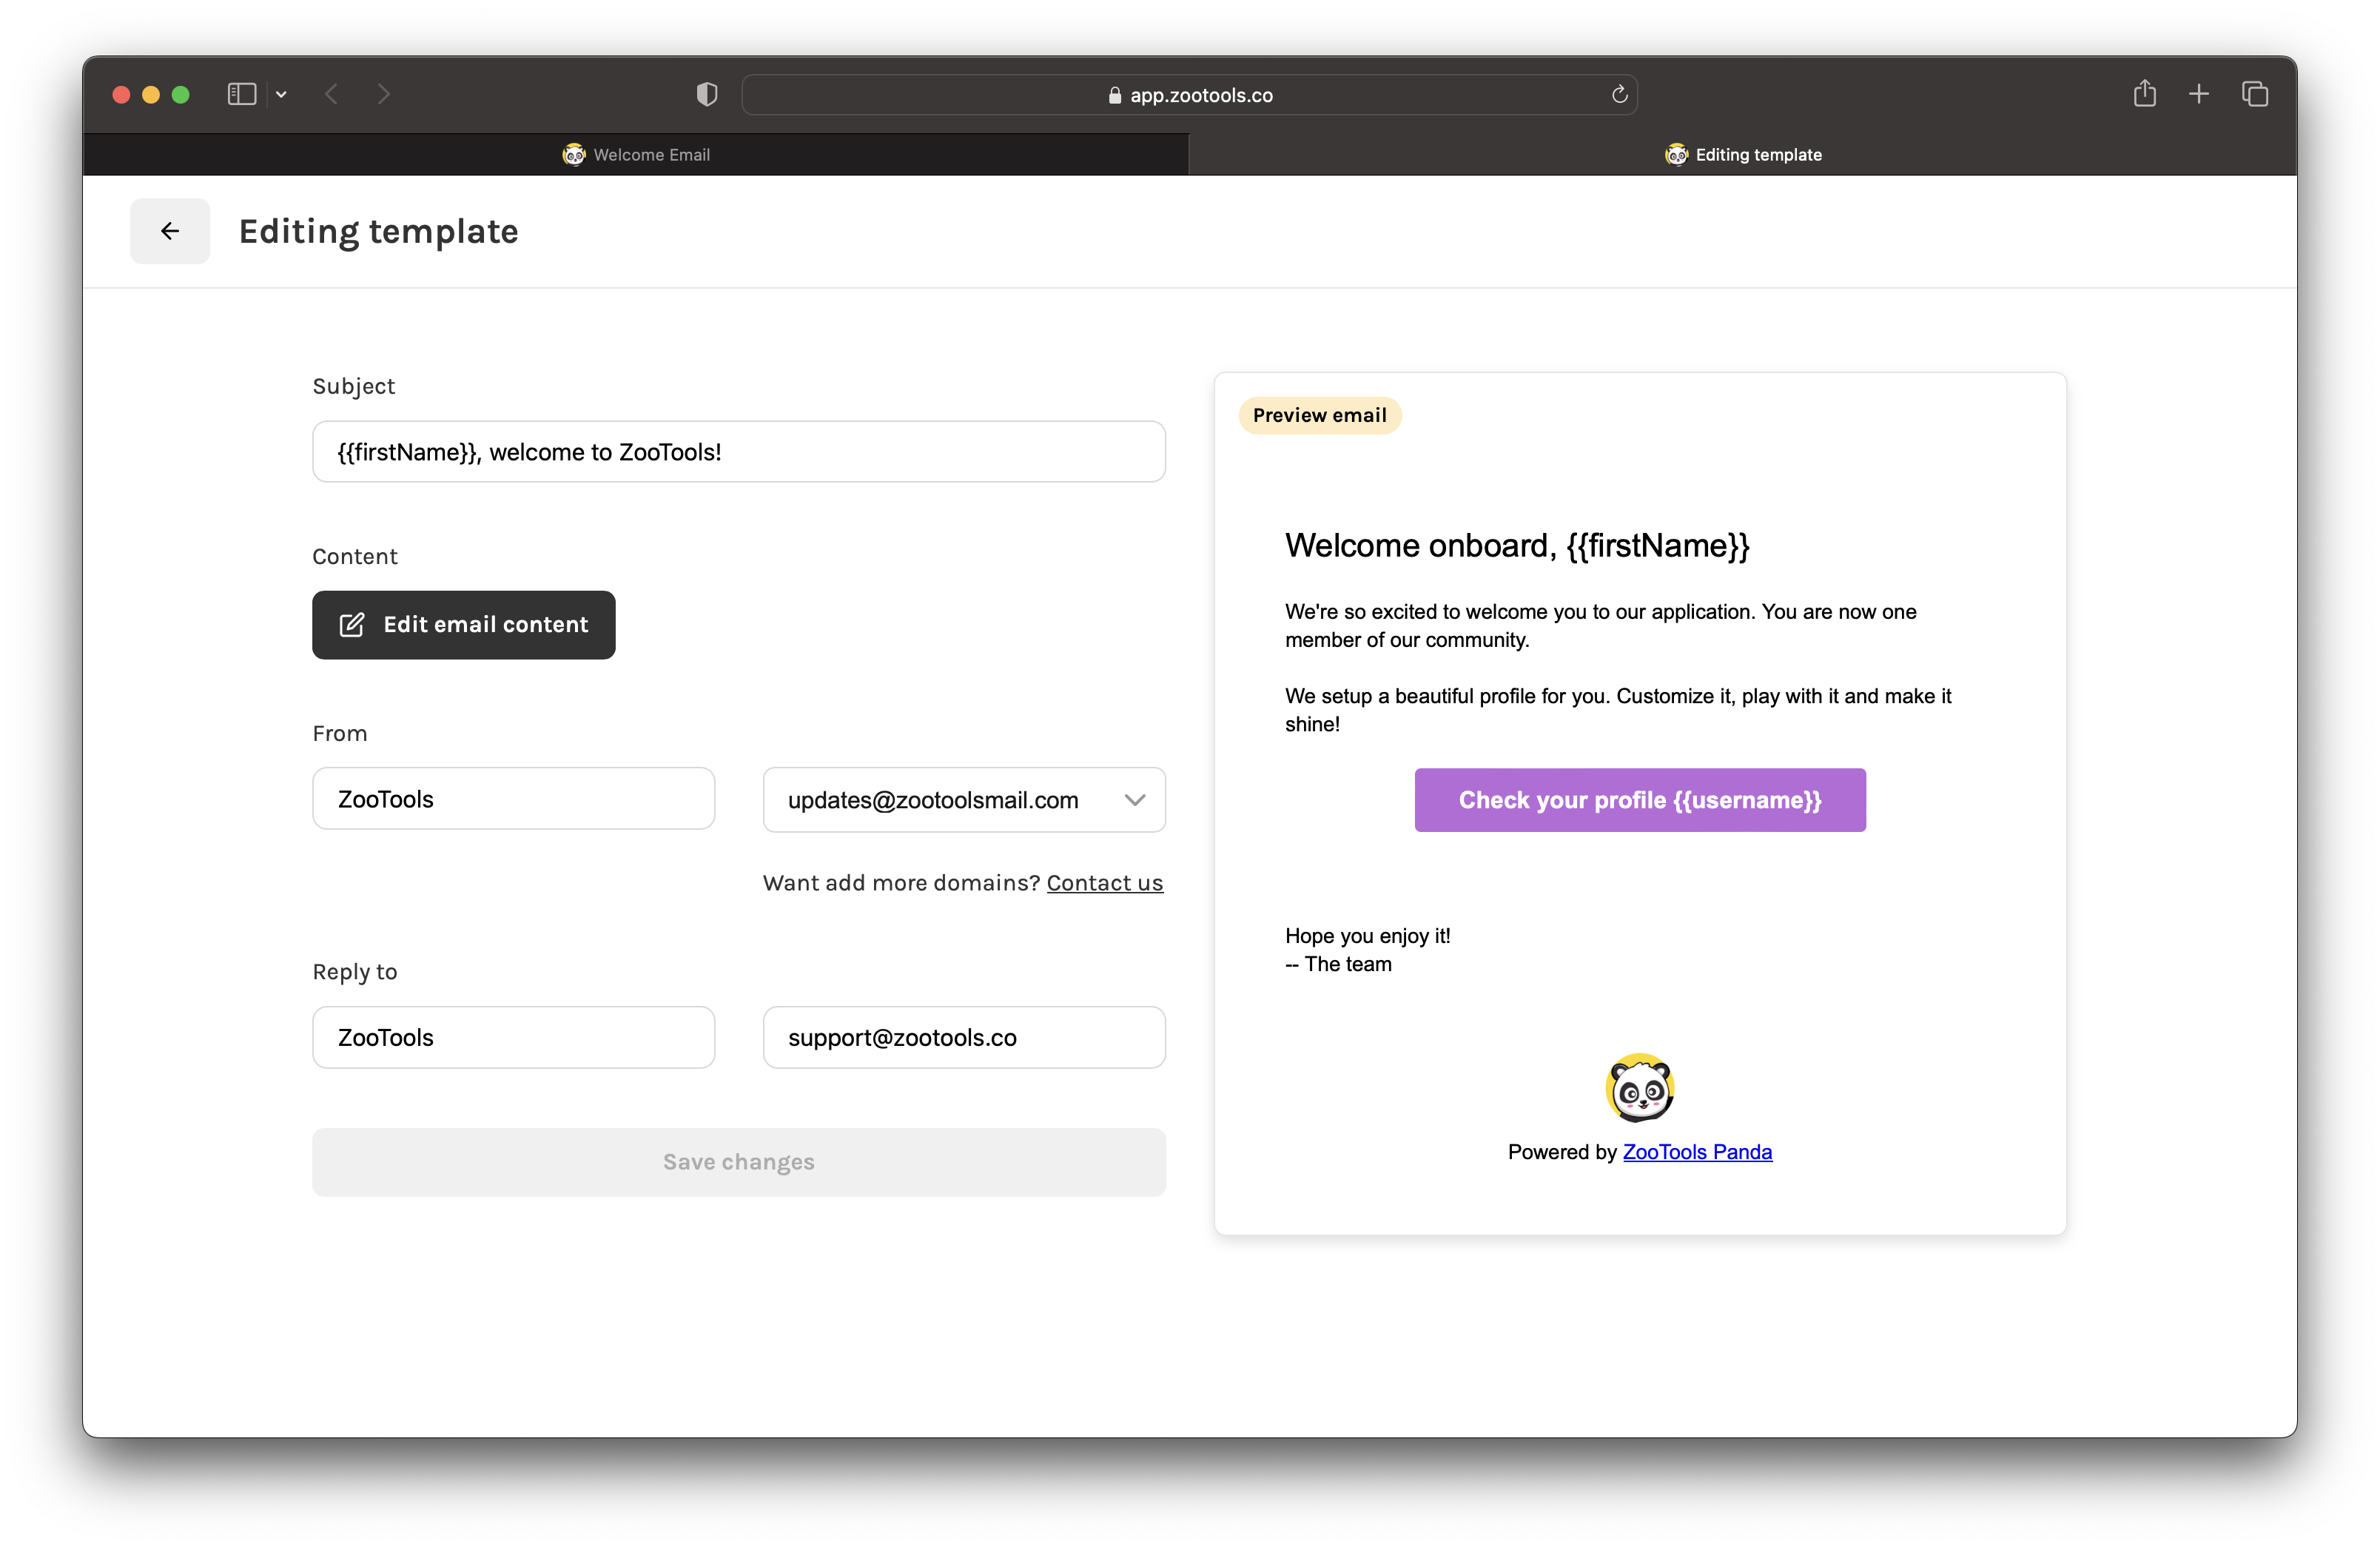 app.zootools.co
Welcome Email
Editing template
Editing template
Subject
{{firstName}}, welcome to ZooTools!
Content
Edit email content
From
ZooTools
updates@zootoolsmail.com
Want add more domains? Contact us
Reply to
ZooTools
support@zootools.co
Save changes
Preview email
Welcome onboard, {{firstName}}
We're so excited to welcome you to our application. You are now one
member of our community.
We setup a beautiful profile for you. Customize it, play with it and make it
shine!
Check your profile {{username}}
Hope you enjoy it!
-- The team
Powered by ZooTools Panda